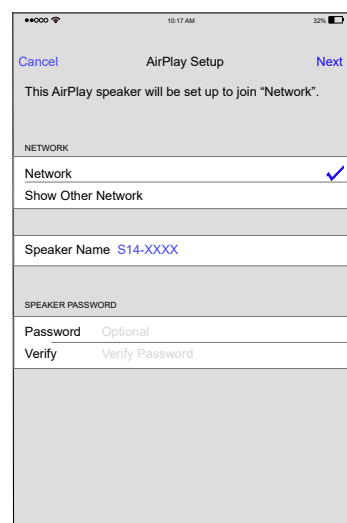 10:17 AM 32%
Cancel AirPlay Setup Next
This AirPlay speaker will be set up to join “Network”.
NETWORK
Network
Show Other Network
Speaker Name S14-XXXX
SPEAKER PASSWORD
Password Optional
Verify Verify Password